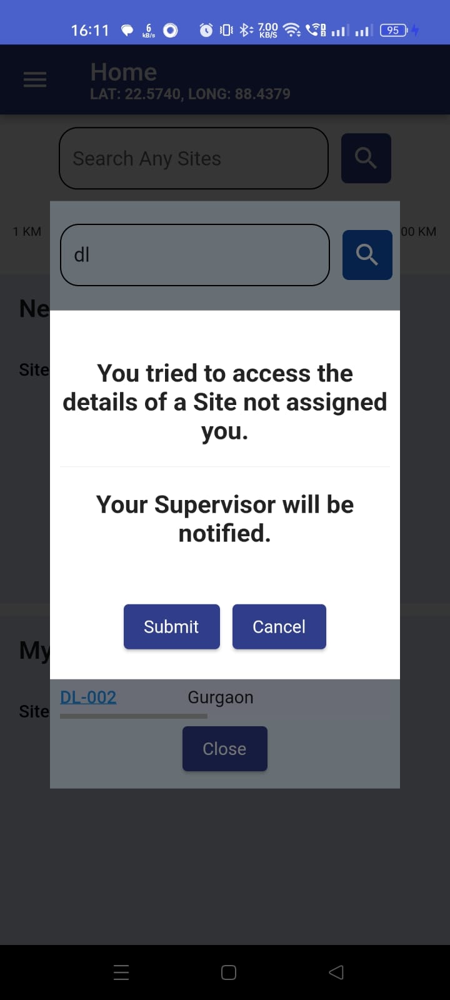 16:11 6 kB/s 7.00 KB/S 1 2 95
Home
LAT: 22.5740, LONG: 88.4379
Search Any Sites
1 KM 00 KM
dl
Ne
Site
You tried to access the
details of a Site not assigned
you.
Your Supervisor will be
notified.
Submit Cancel
My
DL-002 Gurgaon
Site
Close